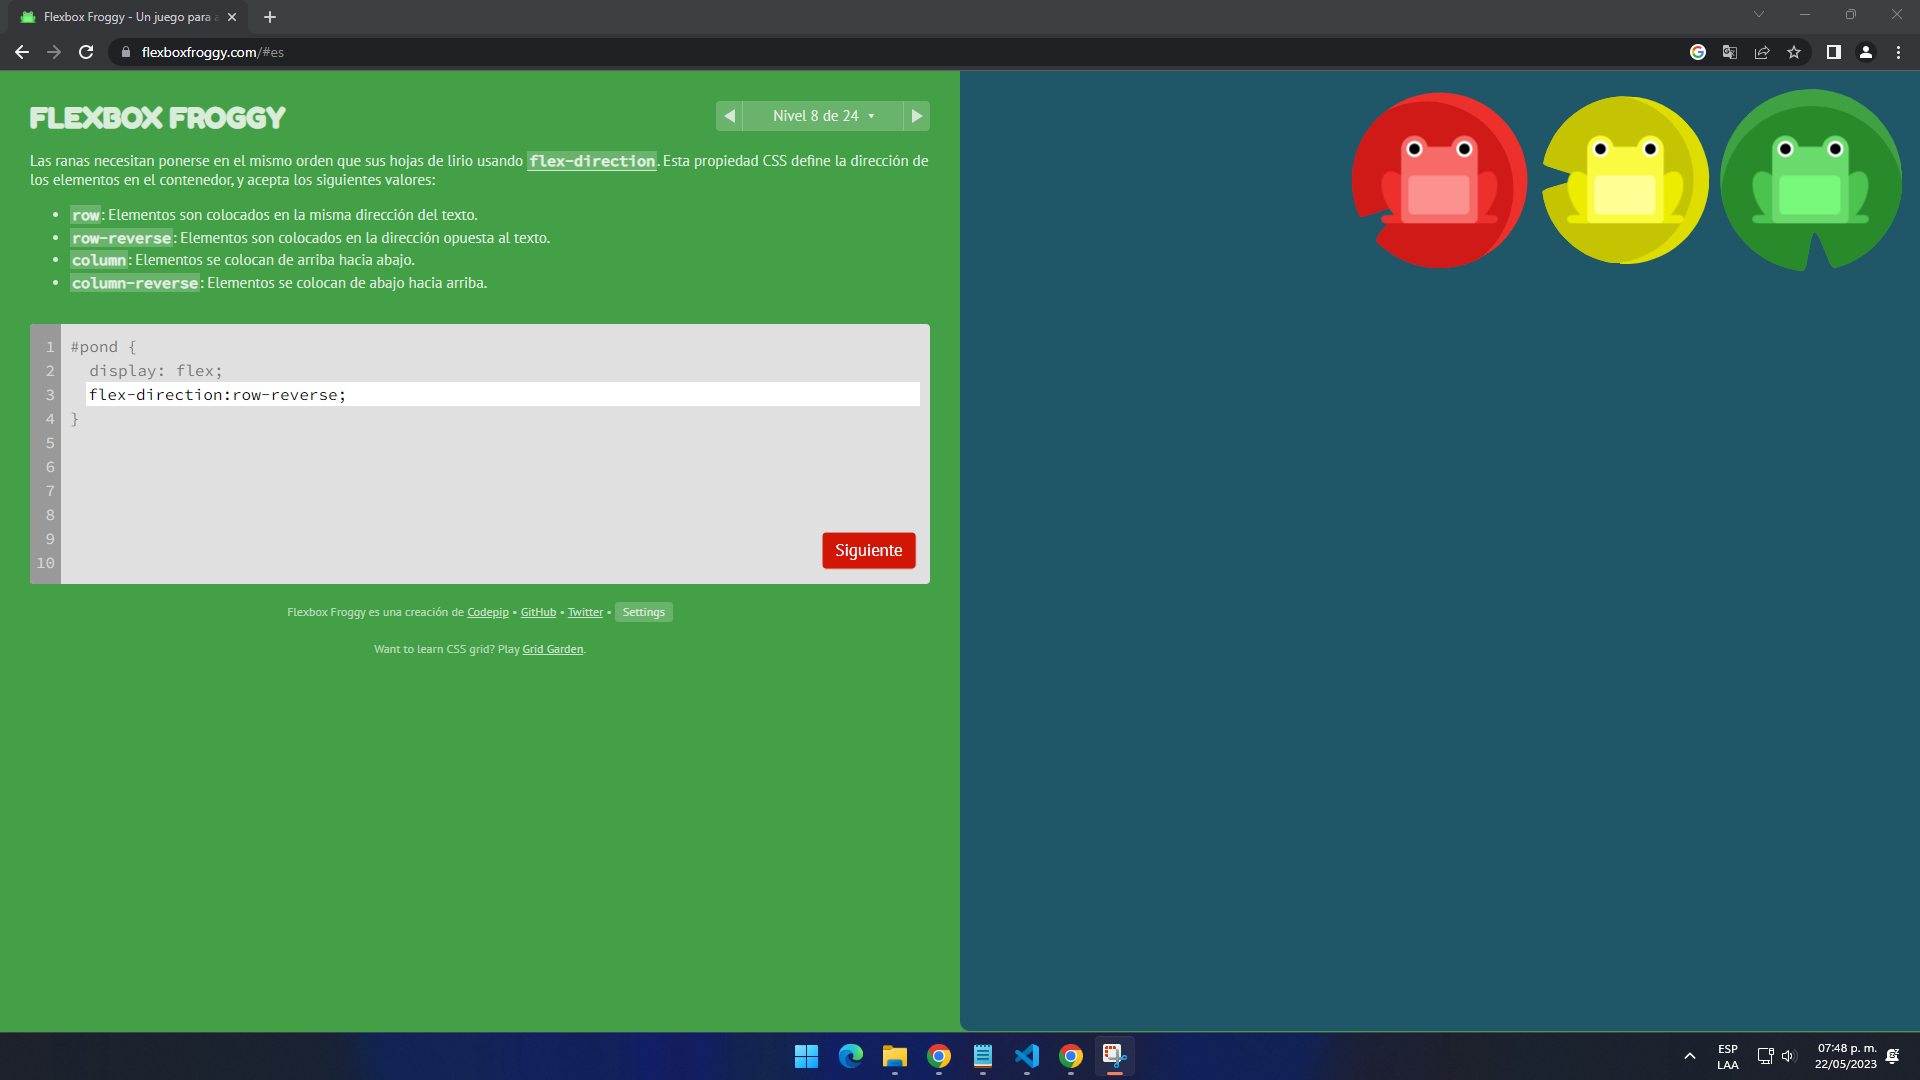 Flexbox Froggy - Un juego para a
flexboxfroggy.com/#es
FLEXBOX FROGGY
Nivel 8 de 24
Las ranas necesitan ponerse en el mismo orden que sus hojas de lirio usando flex-direction. Esta propiedad CSS define la dirección de
los elementos en el contenedor, y acepta los siguientes valores:
• row: Elementos son colocados en la misma dirección del texto.
• row-reverse: Elementos son colocados en la dirección opuesta al texto.
• column: Elementos se colocan de arriba hacia abajo.
• column-reverse: Elementos se colocan de abajo hacia arriba.
1 #pond {
2 display: flex;
3 flex-direction:row-reverse;
4 }
5
6
7
8
9
10
Siguiente
Flexbox Froggy es una creación de Codepip • GitHub • Twitter • Settings
Want to learn CSS grid? Play Grid Garden.
ESP
LAA
07:48 p. m.
22/05/2023